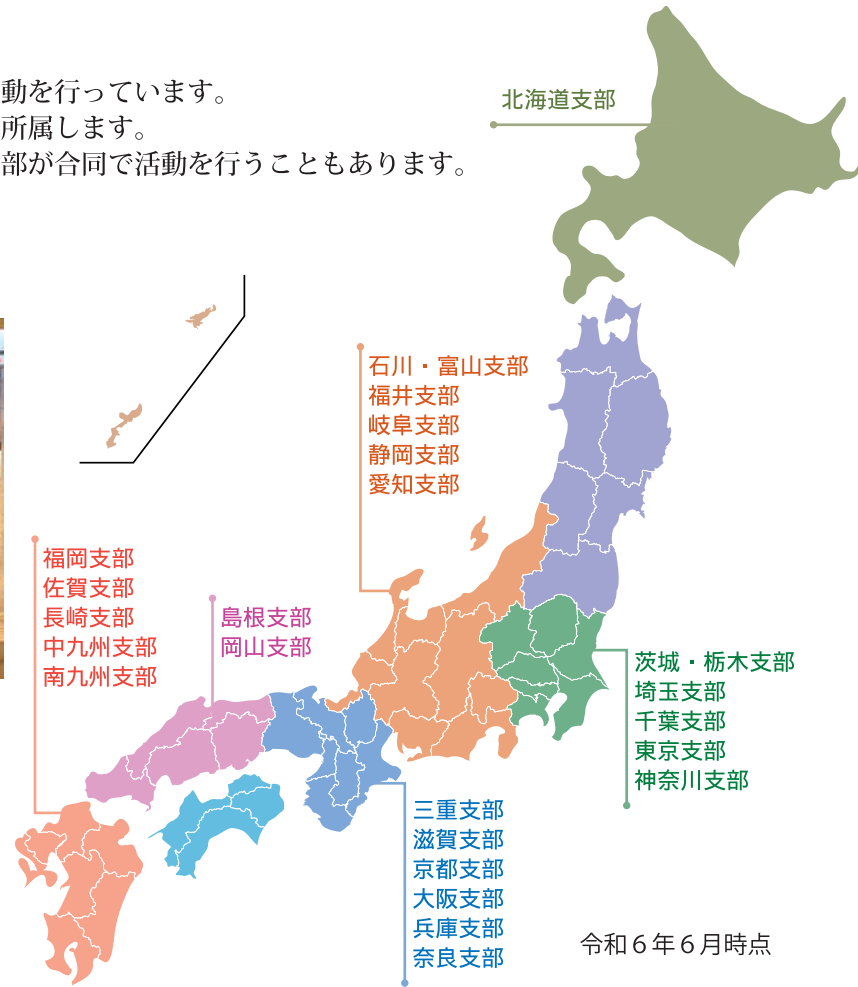 動を行っています。
所属します。
部が合同で活動を行うこともあります。
北海道支部
石川・富山支部
福井支部
岐阜支部
静岡支部
愛知支部
福岡支部
佐賀支部
長崎支部
中九州支部
南九州支部
島根支部
岡山支部
茨城・栃木支部
埼玉支部
千葉支部
東京支部
神奈川支部
三重支部
滋賀支部
京都支部
大阪支部
兵庫支部
奈良支部
令和６年６月時点